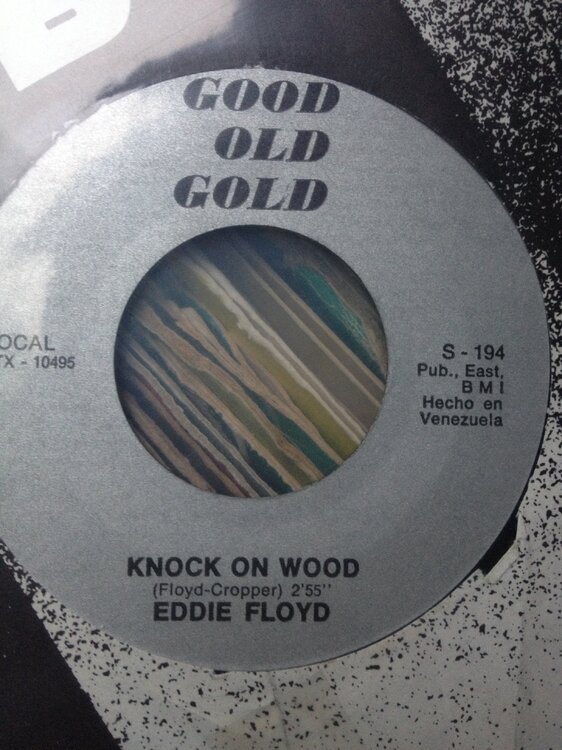 GOOD
OLD
GOLD
OCAL
TX - 10495
S - 194
Pub., East,
B M I
Hecho en
Venezuela
KNOCK ON WOOD
(Floyd-Cropper) 2'55''
EDDIE FLOYD